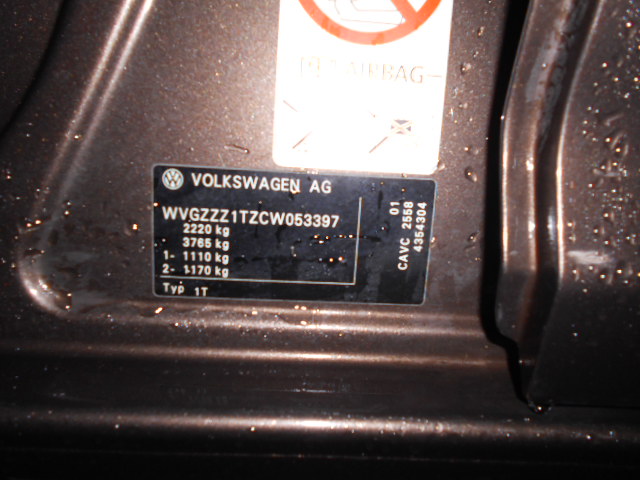 AIRBAG
VOLKSWAGEN AG
WVGZZZ1TZCW053397
2220 kg
3765 kg
1- 1110 kg
2- 1170 kg
Typ 1T
01
CAVC 2558
4354304